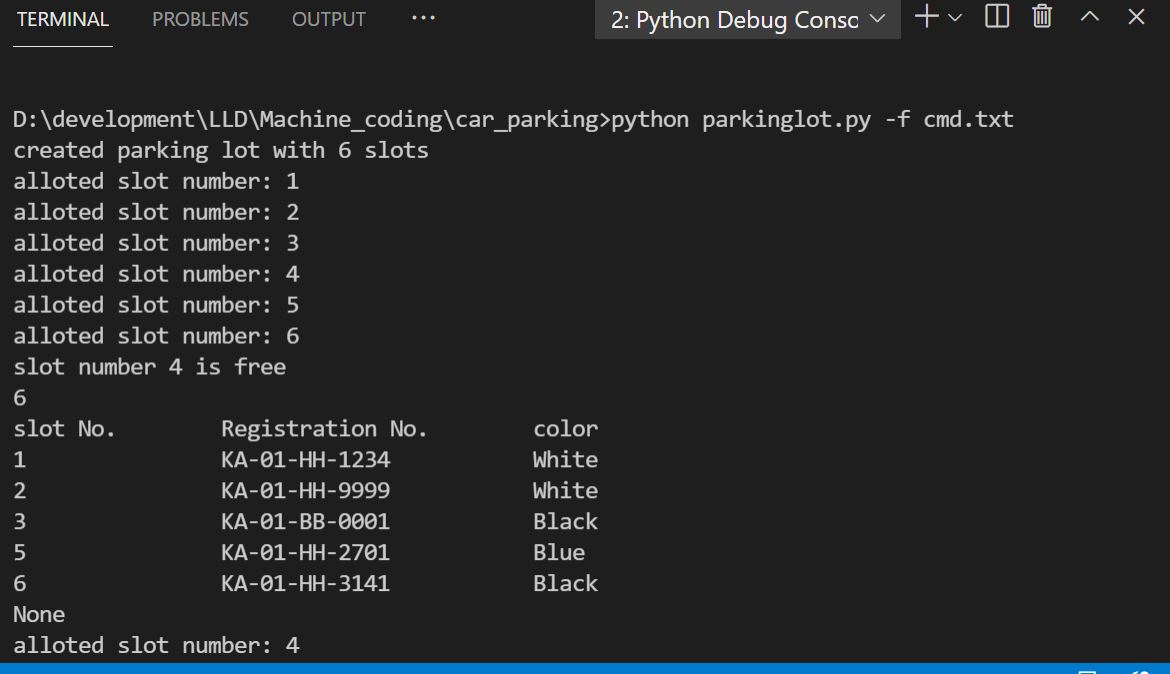 TERMINAL PROBLEMS OUTPUT ··· 2: Python Debug Consc
D:\development\LLD\Machine_coding\car_parking>python parkinglot.py -f cmd.txt
created parking lot with 6 slots
alloted slot number: 1
alloted slot number: 2
alloted slot number: 3
alloted slot number: 4
alloted slot number: 5
alloted slot number: 6
slot number 4 is free
6
slot No. Registration No. color
1 KA-01-HH-1234 White
2 KA-01-HH-9999 White
3 KA-01-BB-0001 Black
5 KA-01-HH-2701 Blue
6 KA-01-HH-3141 Black
None
alloted slot number: 4